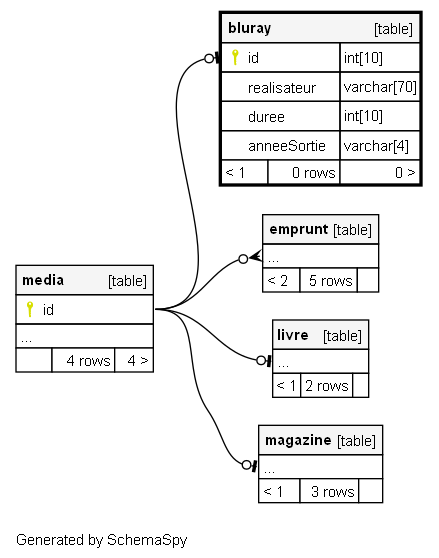 bluray [table]
id int[10]
realisateur varchar[70]
duree int[10]
anneeSortie varchar[4]
< 1 0 rows 0 >
emprunt [table]
...
< 2 5 rows
media [table]
id
...
4 rows 4 >
livre [table]
...
< 1 2 rows
magazine [table]
...
< 1 3 rows
Generated by SchemaSpy